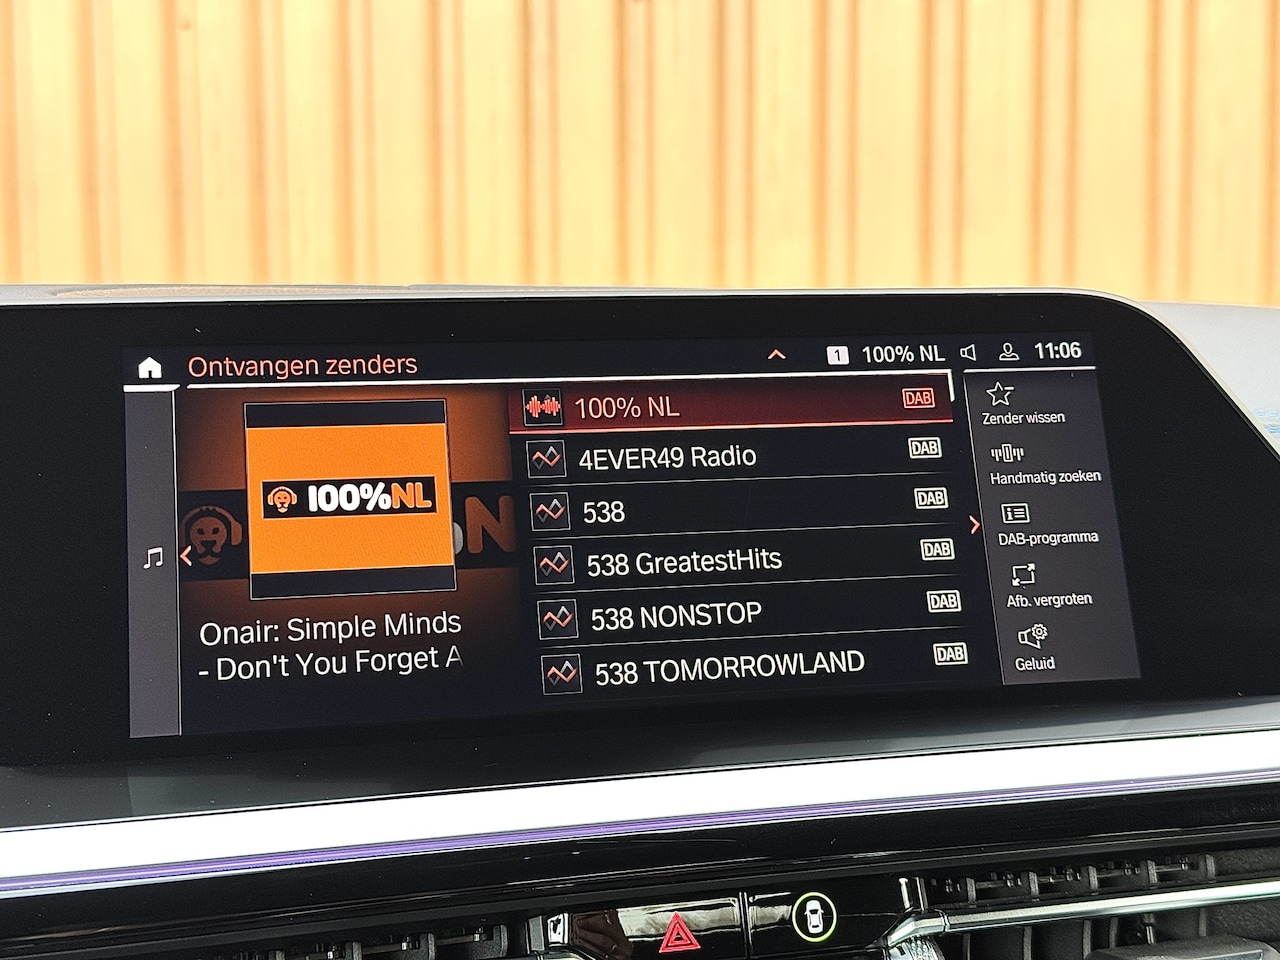 Ontvangen zenders
1 100% NL 11:06
100%NL
Onair: Simple Minds
- Don't You Forget A
100% NL DAB
4EVER49 Radio DAB
538 DAB
538 GreatestHits DAB
538 NONSTOP DAB
538 TOMORROWLAND DAB
Zender wissen
Handmatig zoeken
DAB-programma
Afb. vergroten
Geluid